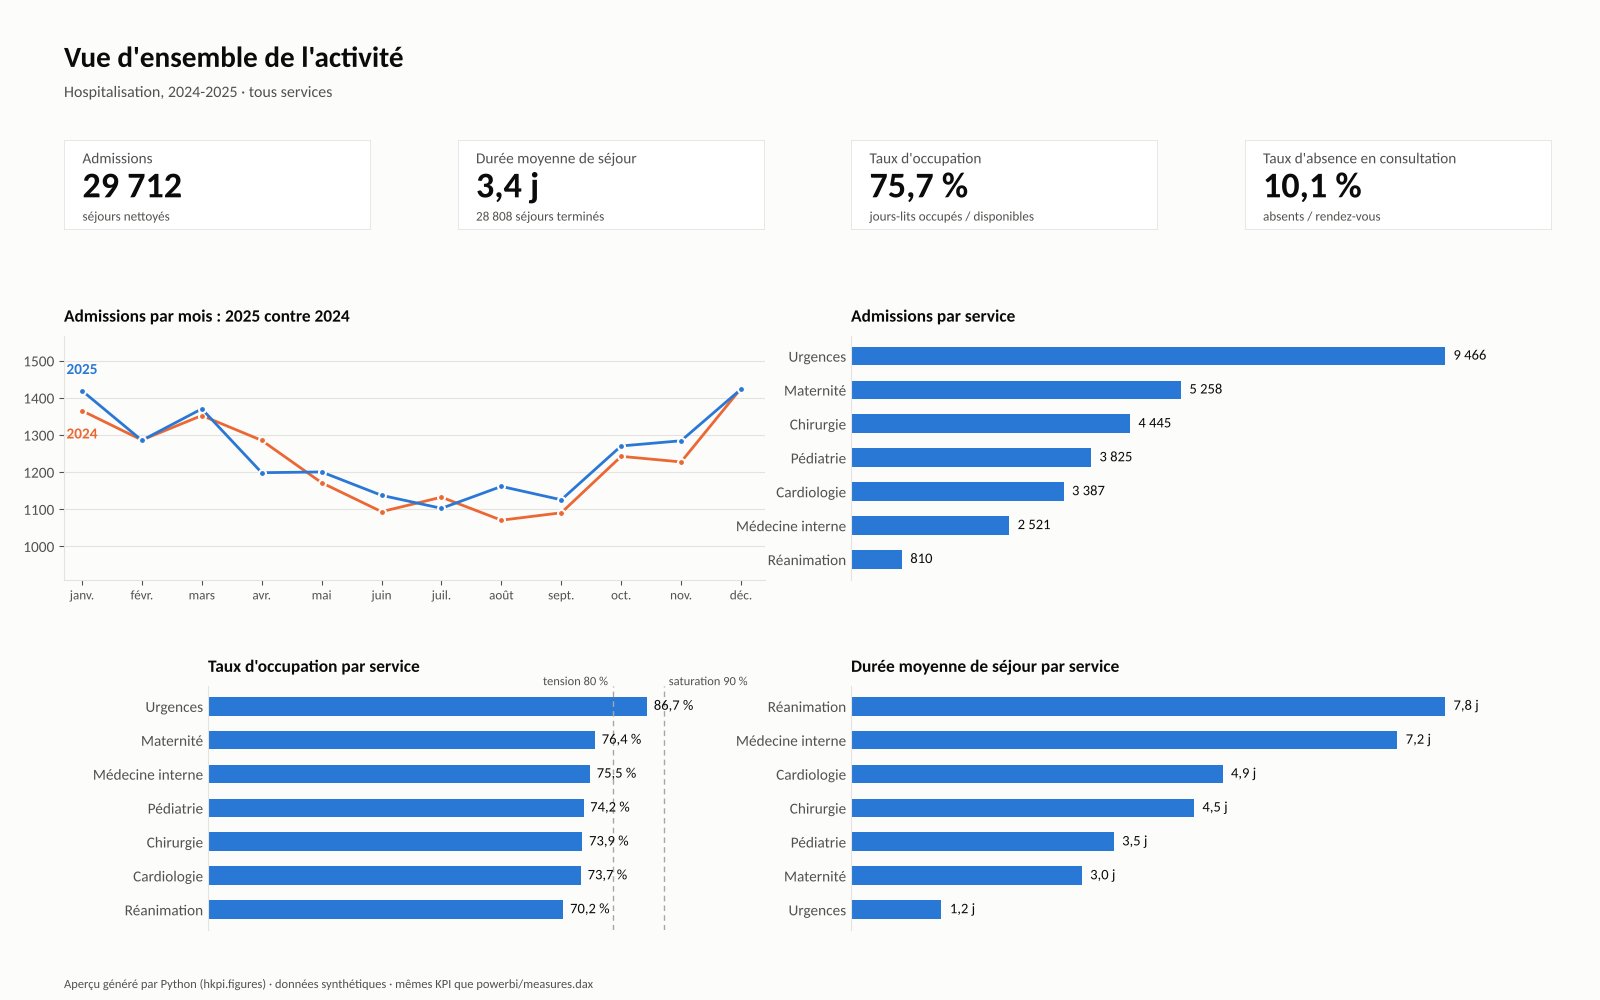 Vue d'ensemble de l'activité
Hospitalisation, 2024-2025 · tous services
Admissions
29 712
séjours nettoyés
Durée moyenne de séjour
3,4 j
28 808 séjours terminés
Taux d'occupation
75,7 %
jours-lits occupés / disponibles
Taux d'absence en consultation
10,1 %
absents / rendez-vous
Admissions par mois : 2025 contre 2024
1500
1400
1300
1200
1100
1000
2025
2024
janv. févr. mars avr. mai juin juil. août sept. oct. nov. déc.
Admissions par service
Urgences 9 466
Maternité 5 258
Chirurgie 4 445
Pédiatrie 3 825
Cardiologie 3 387
Médecine interne 2 521
Réanimation 810
Taux d'occupation par service
tension 80 % saturation 90 %
Urgences 86,7 %
Maternité 76,4 %
Médecine interne 75,5 %
Pédiatrie 74,2 %
Chirurgie 73,9 %
Cardiologie 73,7 %
Réanimation 70,2 %
Durée moyenne de séjour par service
Réanimation 7,8 j
Médecine interne 7,2 j
Cardiologie 4,9 j
Chirurgie 4,5 j
Pédiatrie 3,5 j
Maternité 3,0 j
Urgences 1,2 j
Aperçu généré par Python (hkpi.figures) · données synthétiques · mêmes KPI que powerbi/measures.dax